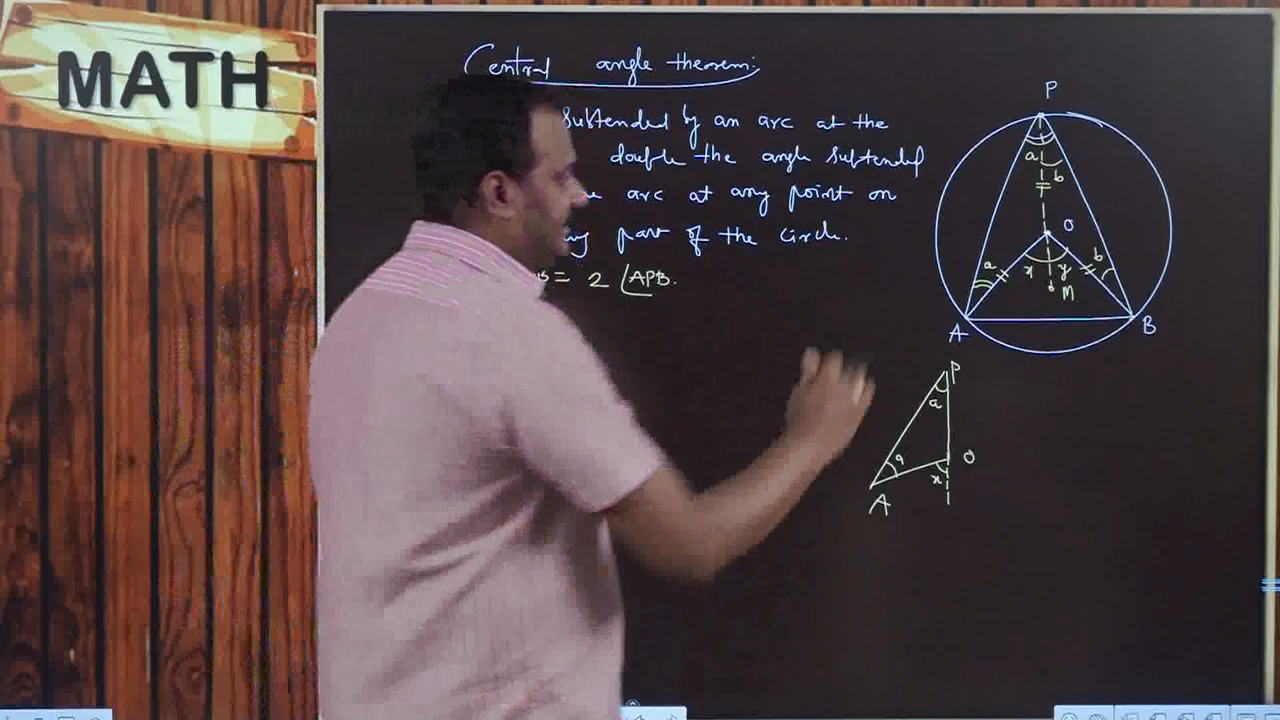 MATH
Central angle theorem:
Subtended by an arc at the
double the angle subtended
arc at any point on
part of the circle.
= 2 ∠APB.
P
a b
O
a b
x y
M
A B
P
a
a O
x
A